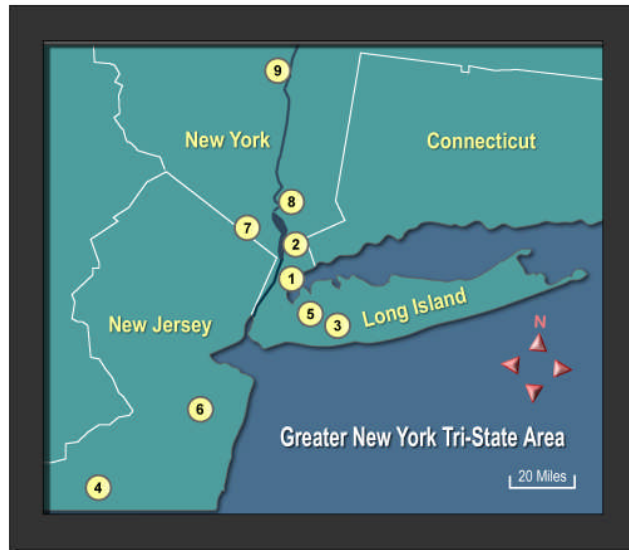 9
New York
Connecticut
8
7
2
1
5
3
Long Island
New Jersey
N
6
Greater New York Tri-State Area
20 Miles
4